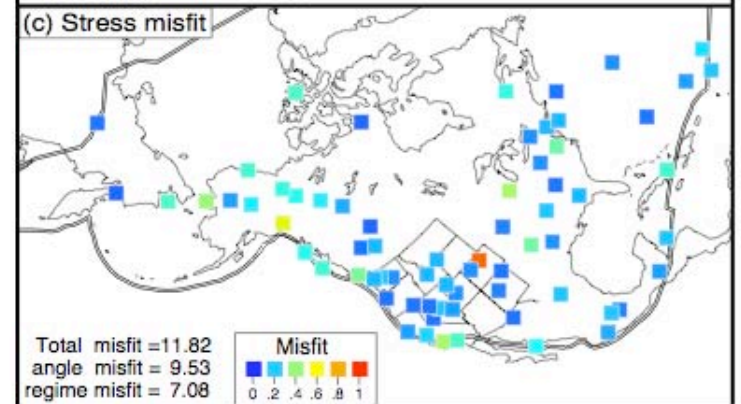 (c) Stress misfit
Total misfit =11.82
angle misfit = 9.53
regime misfit = 7.08
Misfit
0 .2 .4 .6 .8 1